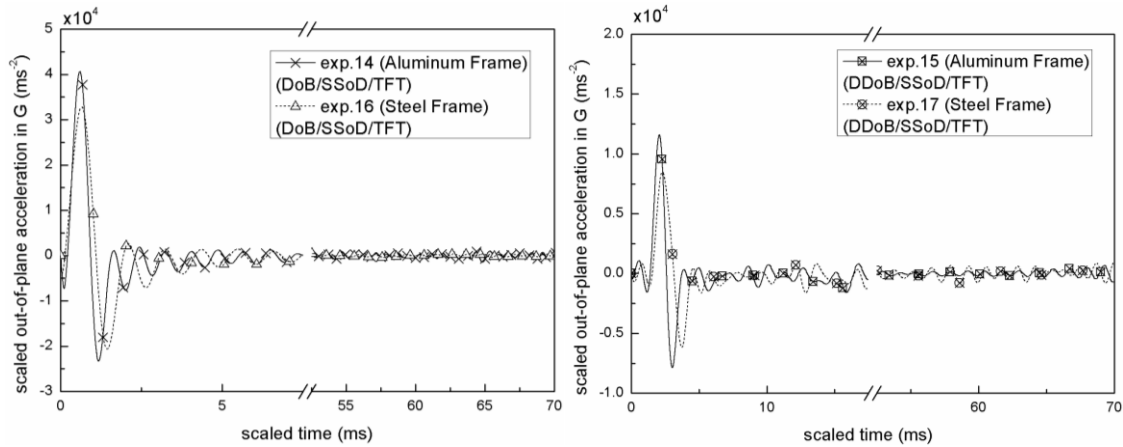 x10⁴
5
4
3
2
1
0
-1
-2
-3
scaled out-of-plane acceleration in G (ms⁻²)
exp.14 (Aluminum Frame)
(DoB/SSoD/TFT)
exp.16 (Steel Frame)
(DoB/SSoD/TFT)
0 5 55 60 65 70
scaled time (ms)
x10⁴
2.0
1.5
1.0
0.5
0.0
-0.5
-1.0
scaled out-of-plane acceleration in G (ms⁻²)
exp.15 (Aluminum Frame)
(DDoB/SSoD/TFT)
exp.17 (Steel Frame)
(DDoB/SSoD/TFT)
0 10 60 70
scaled time (ms)